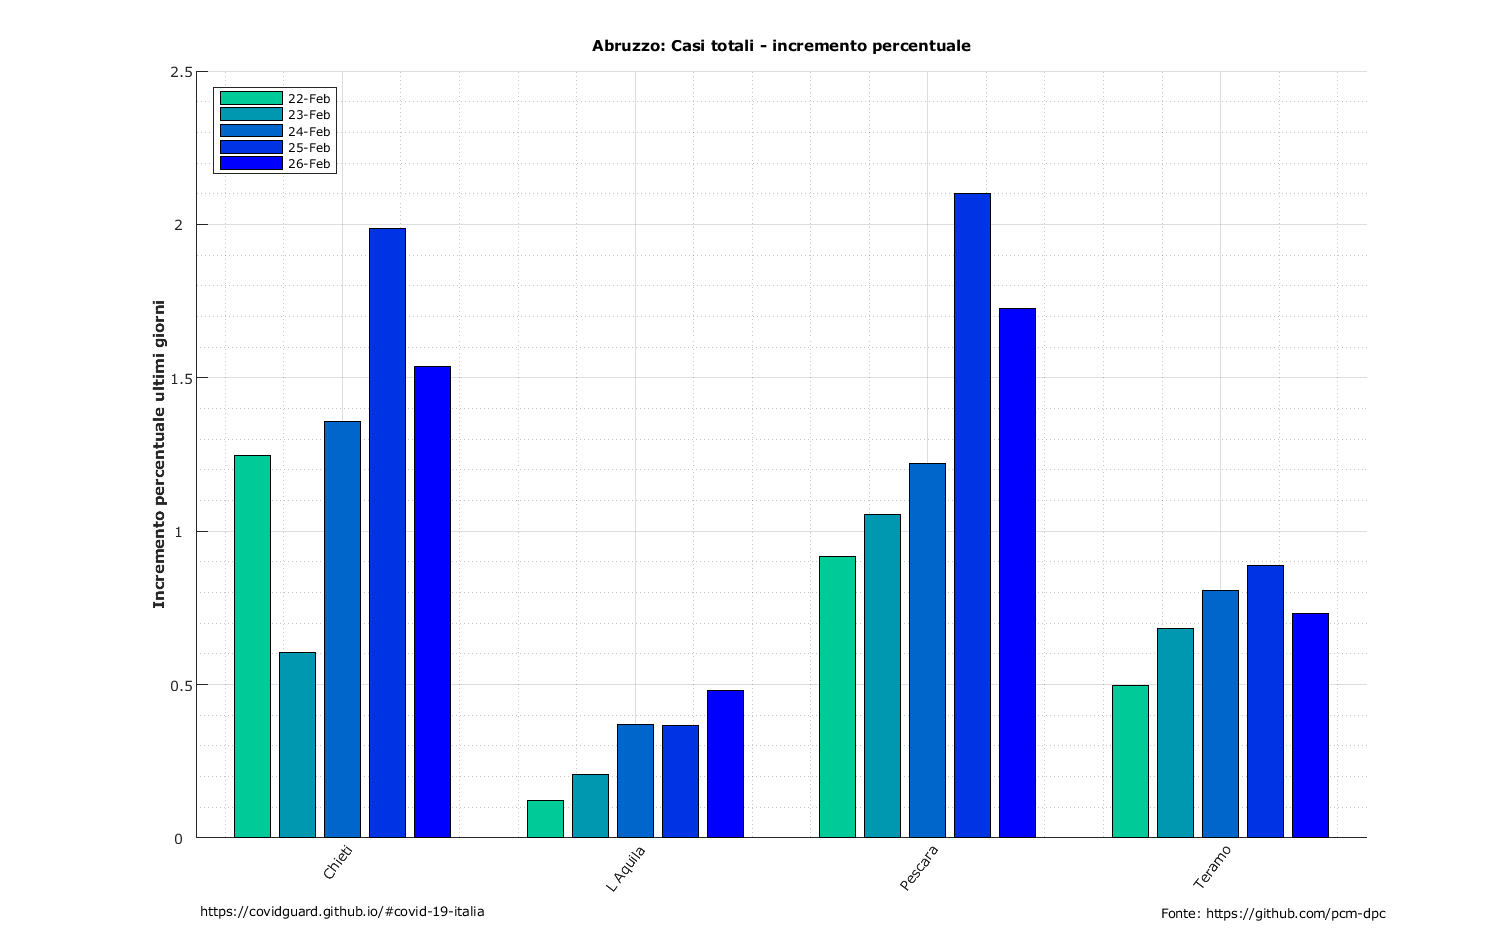 Abruzzo: Casi totali - incremento percentuale
Incremento percentuale ultimi giorni
2.5
2
1.5
1
0.5
0
22-Feb
23-Feb
24-Feb
25-Feb
26-Feb
Chieti
L Aquila
Pescara
Teramo
https://covidguard.github.io/#covid-19-italia
Fonte: https://github.com/pcm-dpc